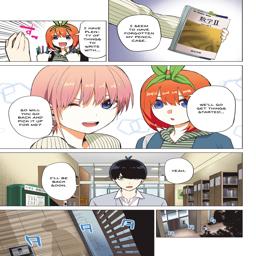 I SEEM
TO HAVE
FORGOTTEN
MY PENCIL
CASE.
数学II
I HAVE
PLENTY
OF
THINGS
TO
WRITE
WITH...
WE'LL GO
GET THINGS
STARTED...
SO WILL
YOU GO
BACK AND
PICK IT UP
FOR ME?
YEAH.
I'LL BE
BACK
SOON.